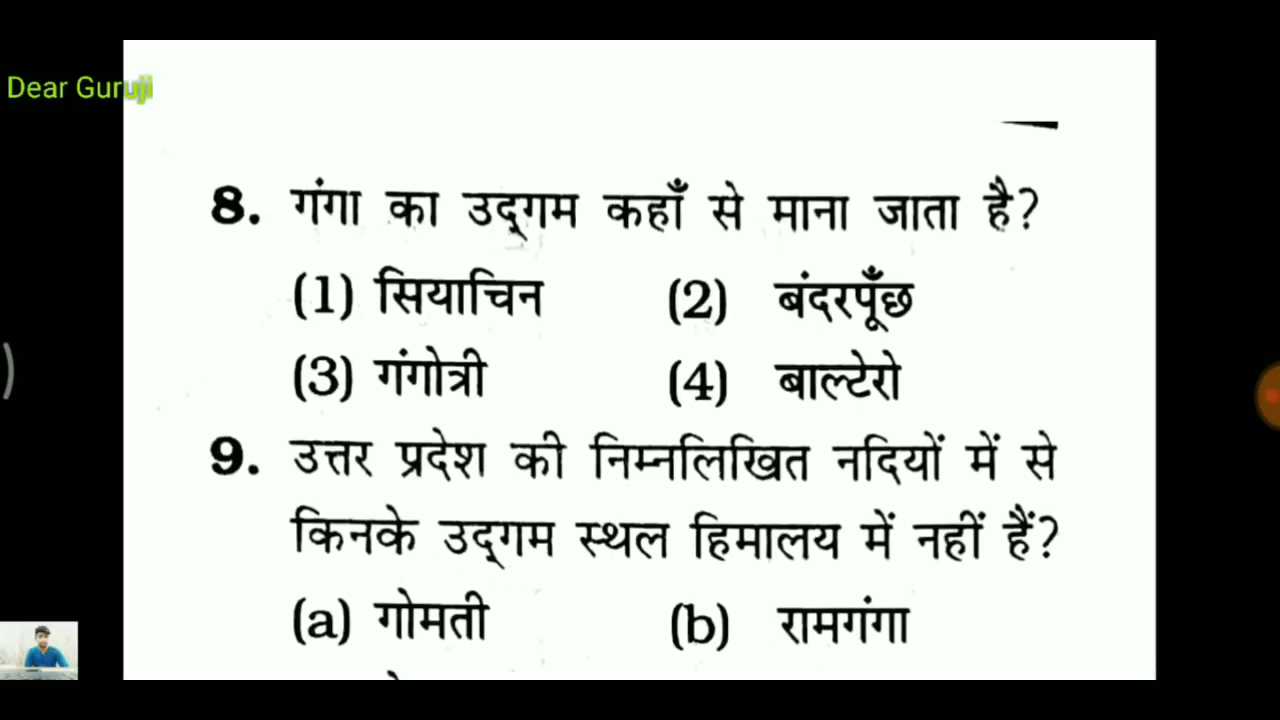 Dear Guruji
8. गंगा का उद्‌गम कहाँ से माना जाता है?
(1) सियाचिन (2) बंदरपूँछ
(3) गंगोत्री (4) बाल्टेरो
9. उत्तर प्रदेश की निम्नलिखित नदियों में से
किनके उद्‌गम स्थल हिमालय में नहीं हैं?
(a) गोमती (b) रामगंगा